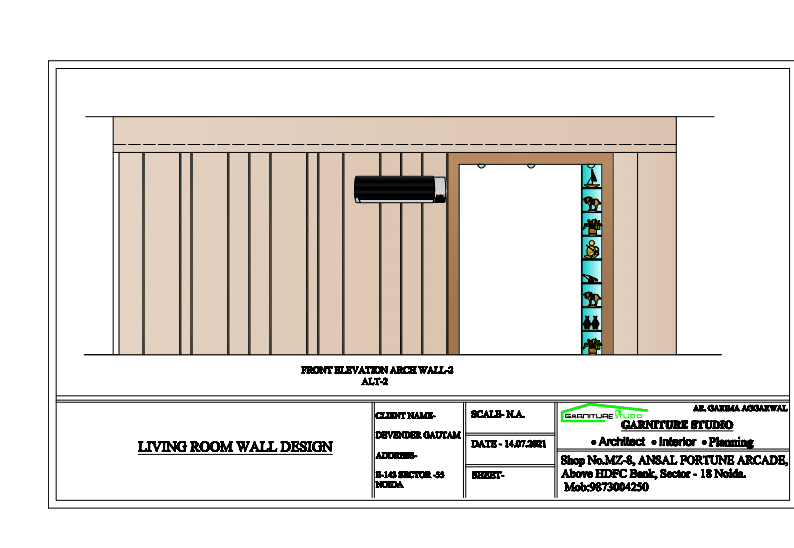 FRONT ELEVATION ARCH WALL-2
ALT-2
LIVING ROOM WALL DESIGN
CLIENT NAME-
DEVENDER GAUTAM
ADDRESS-
E-143 SECTOR -53
NOIDA
SCALE- N.A.
DATE - 14.07.2021
SHEET-
GARNITURE STUDIO
AR. GARIMA AGGARWAL
GARNITURE STUDIO
• Architect • Interior • Planning
Shop No.MZ-8, ANSAL FORTUNE ARCADE,
Above HDFC Bank, Sector - 18 Noida.
Mob:9873004250